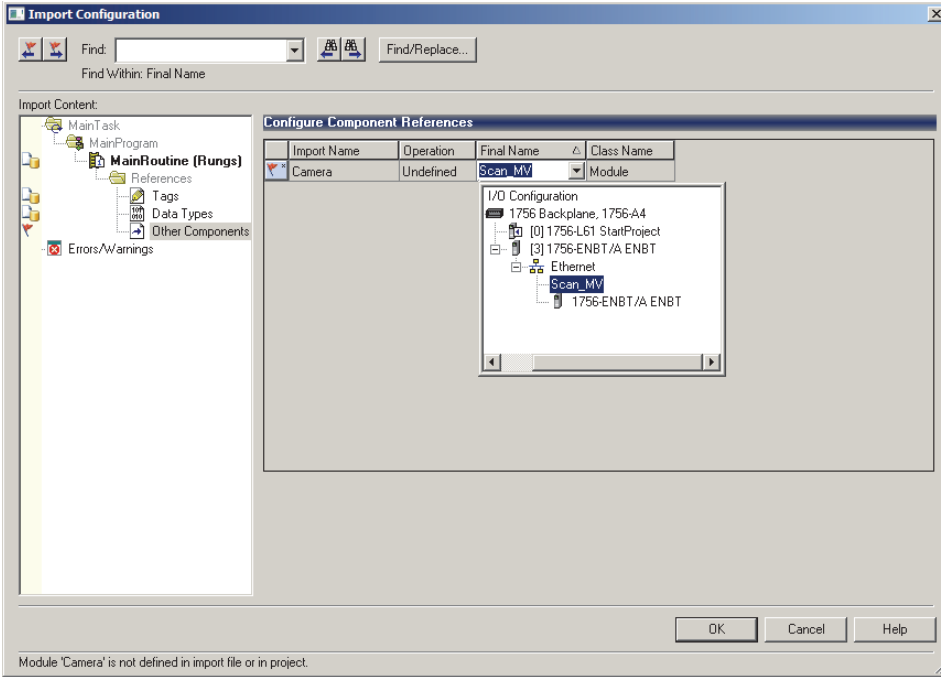 Import Configuration
Find:
Find/Replace...
Find Within: Final Name
Import Content:
MainTask
MainProgram
MainRoutine (Rungs)
References
Tags
Data Types
Other Components
Errors/Warnings
Configure Component References
Import Name Operation Final Name Class Name
Camera Undefined Scan_MV Module
I/O Configuration
1756 Backplane, 1756-A4
[0] 1756-L61 StartProject
[3] 1756-ENBT/A ENBT
Ethernet
Scan_MV
1756-ENBT/A ENBT
OK Cancel Help
Module 'Camera' is not defined in import file or in project.